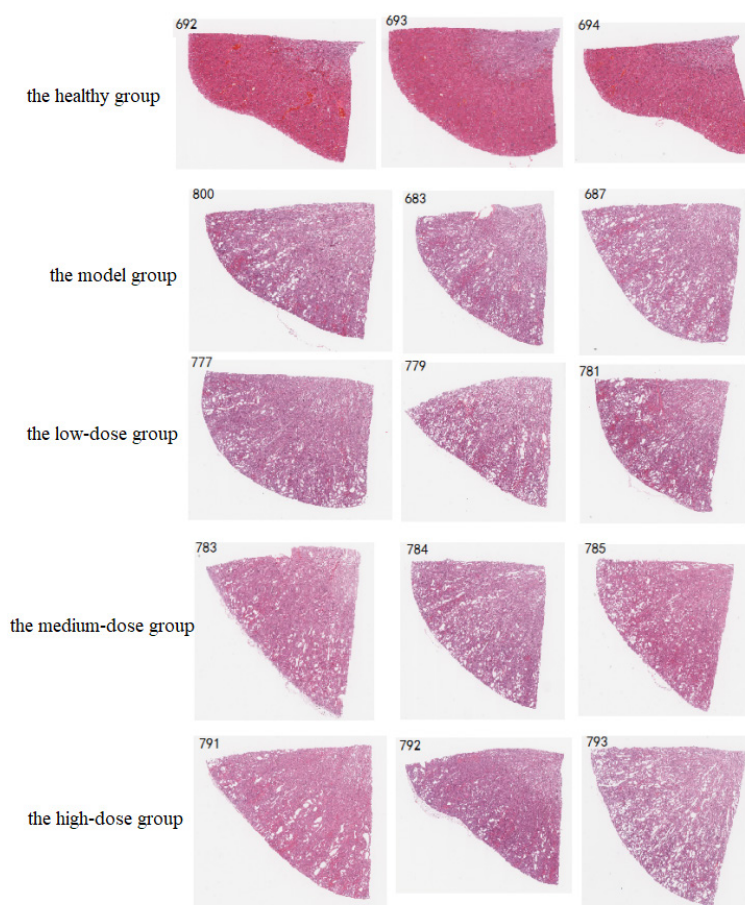 692 693 694
the healthy group
800 683 687
the model group
777 779 781
the low-dose group
783 784 785
the medium-dose group
791 792 793
the high-dose group